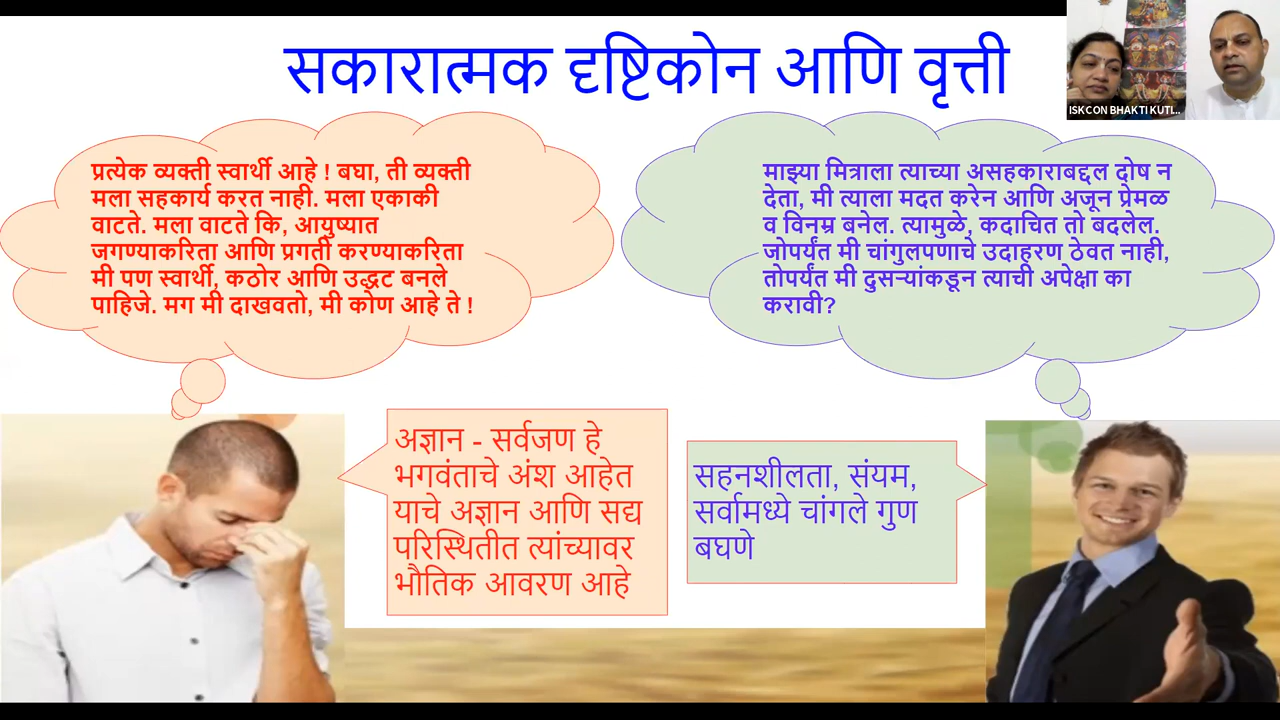 सकारात्मक दृष्टिकोन आणि वृत्ती
ISKCON BHAKTI KUTI...
प्रत्येक व्यक्ती स्वार्थी आहे ! बघा, ती व्यक्ती
मला सहकार्य करत नाही. मला एकाकी
वाटते. मला वाटते कि, आयुष्यात
जगण्याकरिता आणि प्रगती करण्याकरिता
मी पण स्वार्थी, कठोर आणि उद्धट बनले
पाहिजे. मग मी दाखवतो, मी कोण आहे ते !
माझ्या मित्राला त्याच्या असहकाराबद्दल दोष न
देता, मी त्याला मदत करेन आणि अजून प्रेमळ
व विनम्र बनेल. त्यामुळे, कदाचित तो बदलेल.
जोपर्यंत मी चांगुलपणाचे उदाहरण ठेवत नाही,
तोपर्यंत मी दुसऱ्यांकडून त्याची अपेक्षा का
करावी?
अज्ञान - सर्वजण हे
भगवंताचे अंश आहेत
याचे अज्ञान आणि सद्य
परिस्थितीत त्यांच्यावर
भौतिक आवरण आहे
सहनशीलता, संयम,
सर्वामध्ये चांगले गुण
बघणे